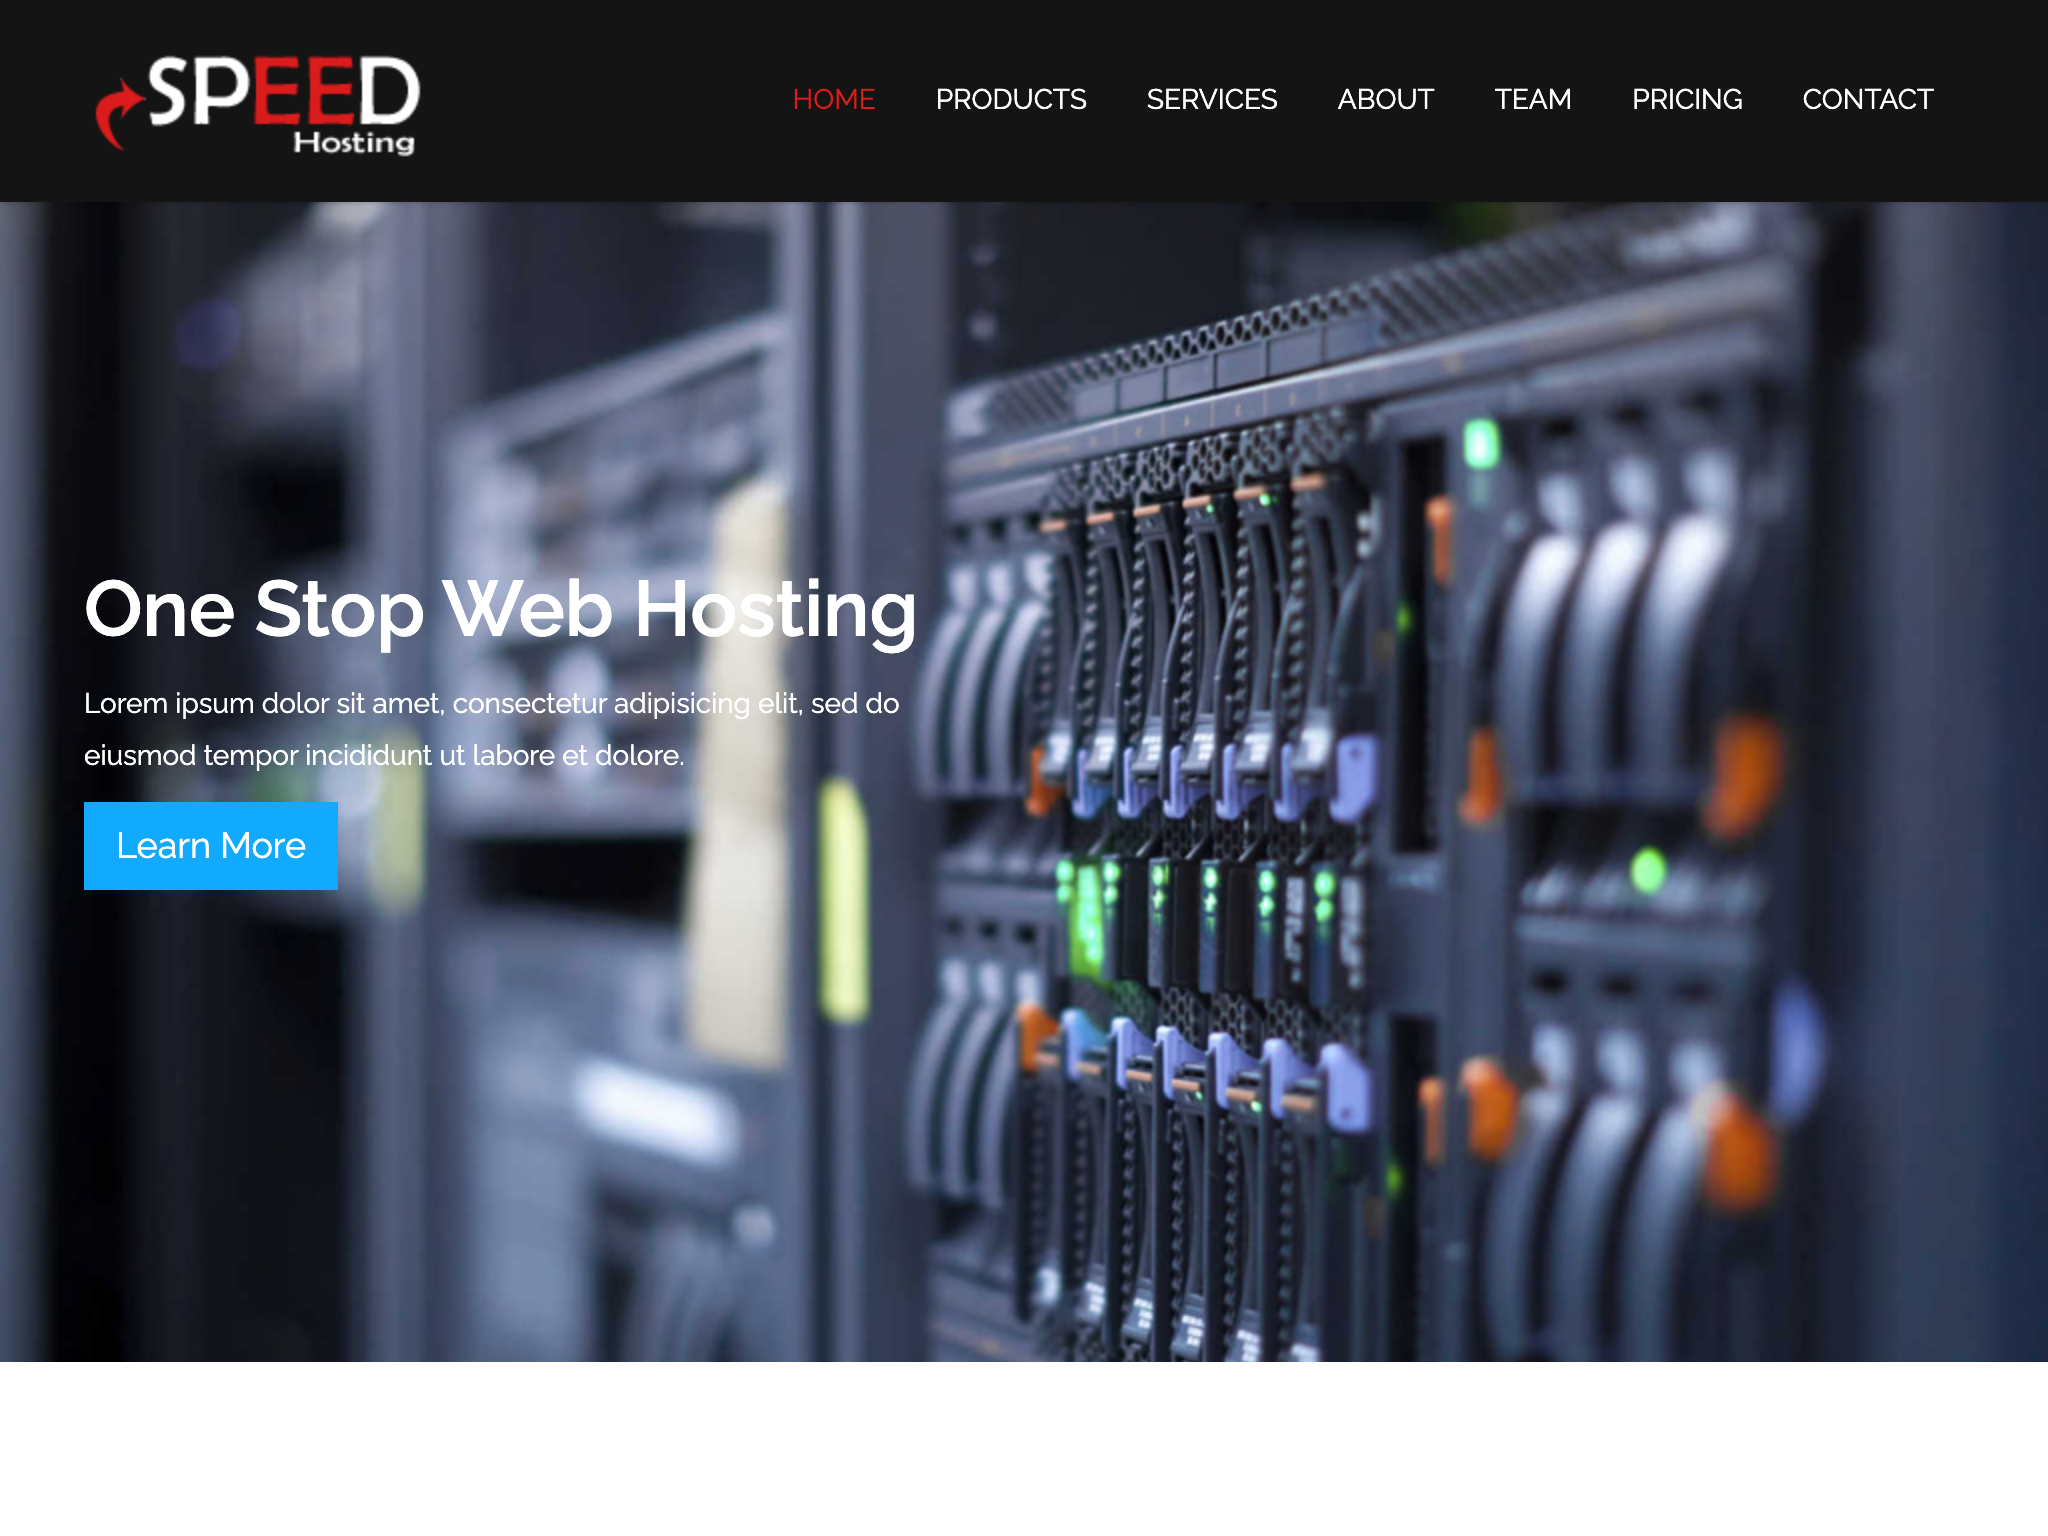 SPEED
Hosting
HOME PRODUCTS SERVICES ABOUT TEAM PRICING CONTACT
One Stop Web Hosting
Lorem ipsum dolor sit amet, consectetur adipisicing elit, sed do
eiusmod tempor incididunt ut labore et dolore.
Learn More